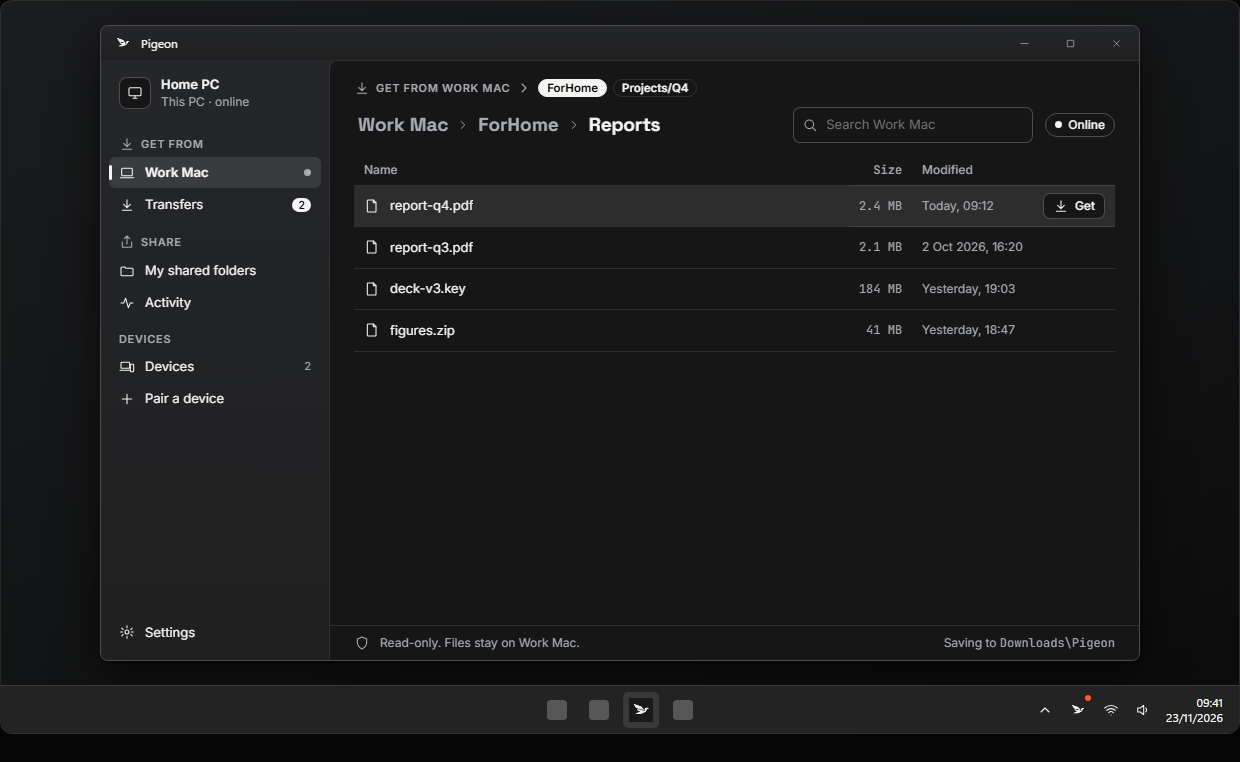 Pigeon
Home PC
This PC · online
GET FROM
Work Mac
Transfers 2
SHARE
My shared folders
Activity
DEVICES
Devices 2
Pair a device
Settings
GET FROM WORK MAC ForHome Projects/Q4
Work Mac ForHome Reports
Search Work Mac
Online
Name Size Modified
report-q4.pdf 2.4 MB Today, 09:12 Get
report-q3.pdf 2.1 MB 2 Oct 2026, 16:20
deck-v3.key 184 MB Yesterday, 19:03
figures.zip 41 MB Yesterday, 18:47
Read-only. Files stay on Work Mac. Saving to Downloads\Pigeon
09:41
23/11/2026